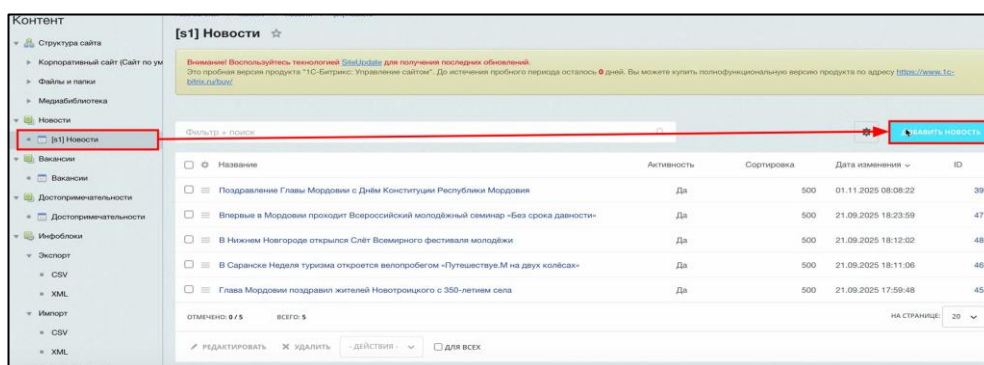 Контент
Структура сайта
Корпоративный сайт (Сайт по ум
Файлы и папки
Медиабиблиотека
Новости
[s1] Новости
Вакансии
Вакансии
Достопримечательности
Достопримечательности
Инфоблоки
Экспорт
CSV
XML
Импорт
CSV
XML
[s1] Новости
Внимание! Воспользуйтесь технологией SiteUpdate для получения последних обновлений.
Это пробная версия продукта "1С-Битрикс: Управление сайтом". До истечения пробного периода осталось 0 дней. Вы можете купить полнофункциональную версию продукта по адресу https://www.1c-
bitrix.ru/buy/
Фильтр + поиск
ДОБАВИТЬ НОВОСТЬ
Название Активность Сортировка Дата изменения ID
Поздравление Главы Мордовии с Днём Конституции Республики Мордовия Да 500 01.11.2025 08:08:22 39
Впервые в Мордовии проходит Всероссийский молодёжный семинар «Без срока давности» Да 500 21.09.2025 18:23:59 47
В Нижнем Новгороде открылся Слёт Всемирного фестиваля молодёжи Да 500 21.09.2025 18:12:02 48
В Саранске Неделя туризма откроется велопробегом «Путешествуе.М на двух колёсах» Да 500 21.09.2025 18:11:06 46
Глава Мордовии поздравил жителей Новотроицкого с 350-летием села Да 500 21.09.2025 17:59:48 45
ОТМЕЧЕНО: 0 / 5 ВСЕГО: 5 НА СТРАНИЦЕ: 20
РЕДАКТИРОВАТЬ УДАЛИТЬ - ДЕЙСТВИЯ - ДЛЯ ВСЕХ